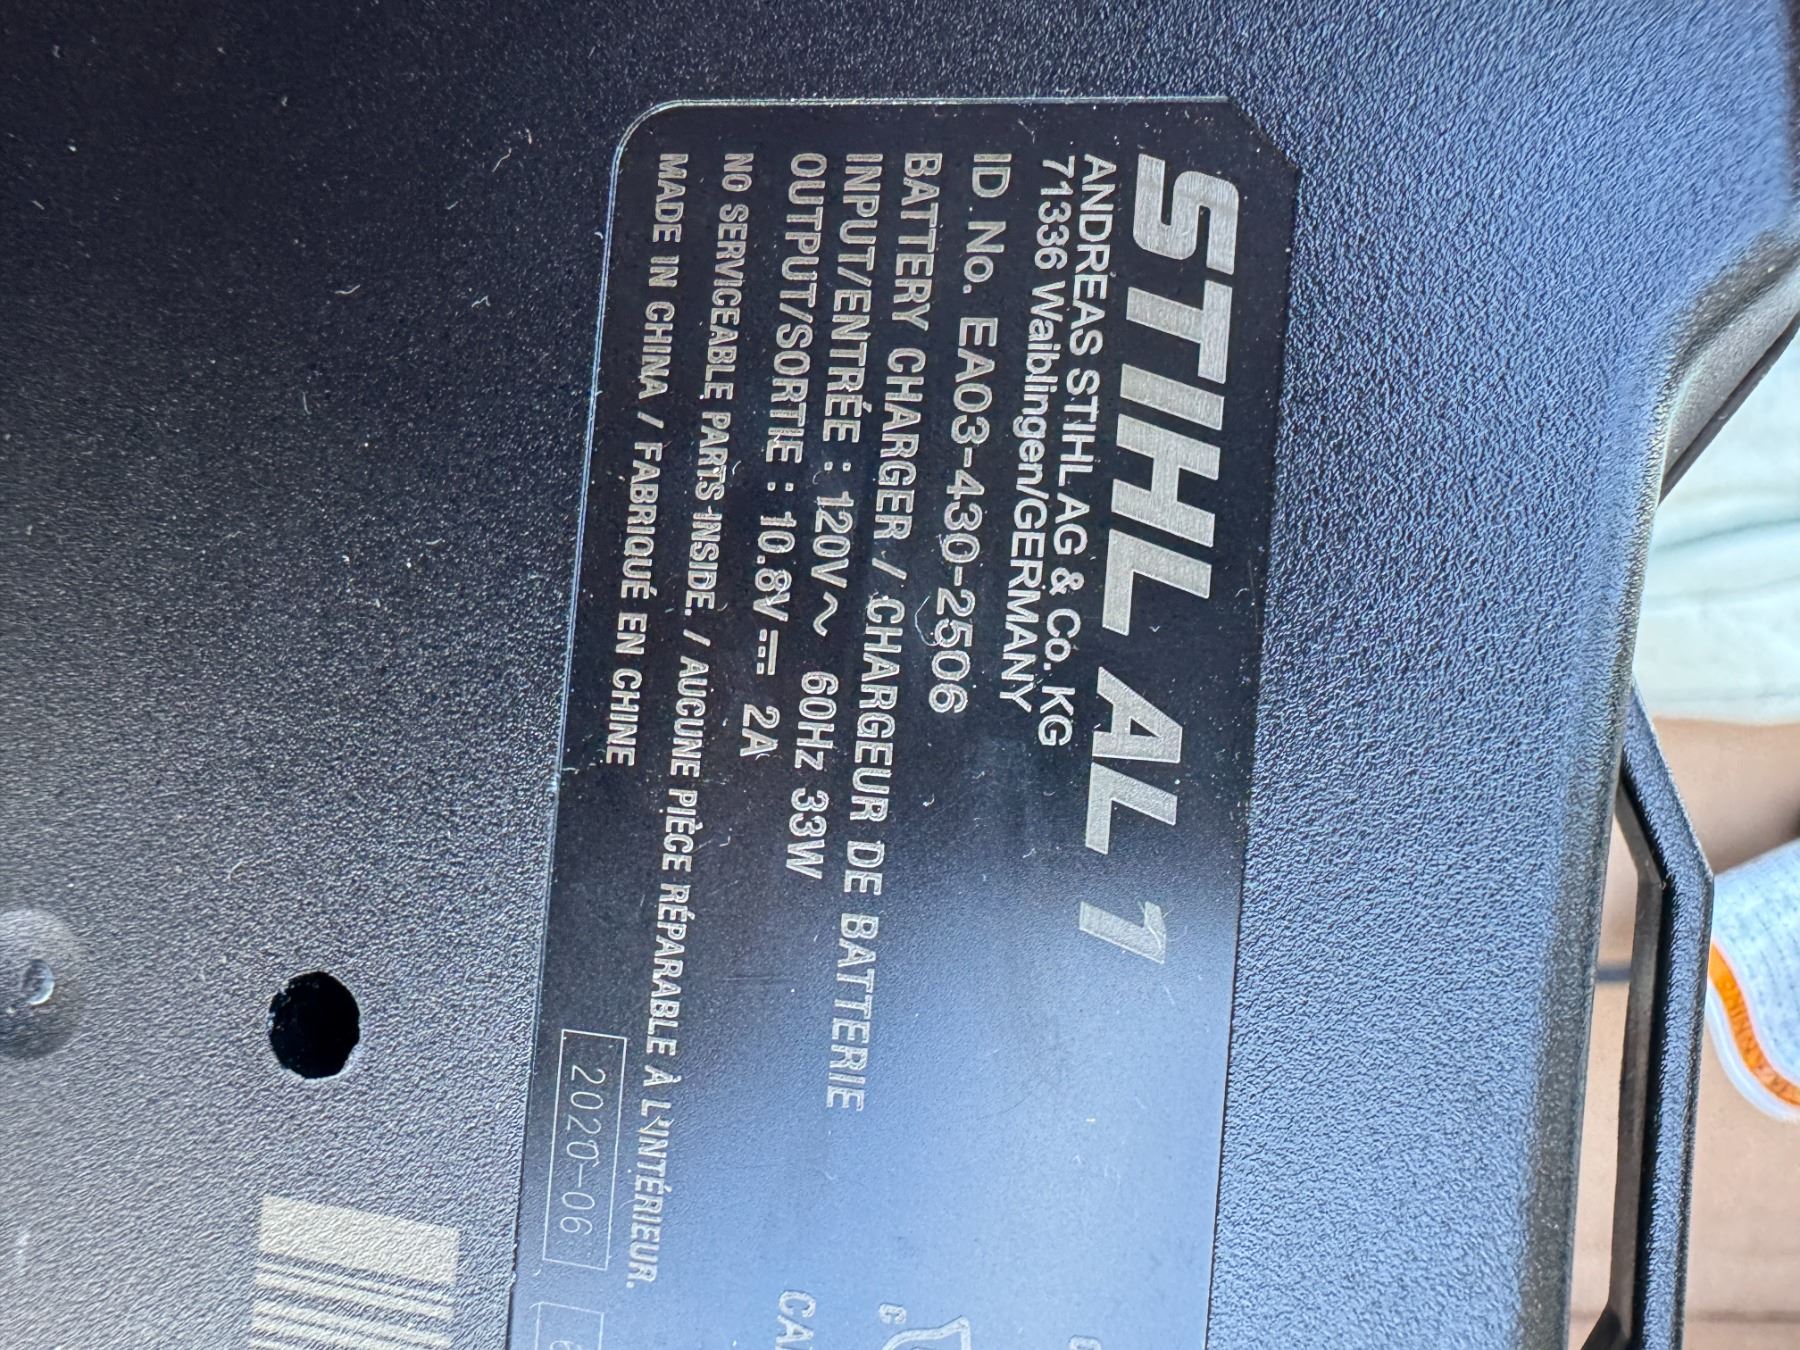 STIHL AL 1
ANDREAS STIHL AG & Co. KG
71336 Waiblingen/GERMANY
ID No. EA03-430-2506
BATTERY CHARGER / CHARGEUR DE BATTERIE
INPUT/ENTRÉE : 120V ~ 60Hz 33W
OUTPUT/SORTIE : 10.8V ⎓ 2A
NO SERVICEABLE PARTS INSIDE. / AUCUNE PIÈCE RÉPARABLE À L'INTÉRIEUR.
MADE IN CHINA / FABRIQUÉ EN CHINE
2020-06